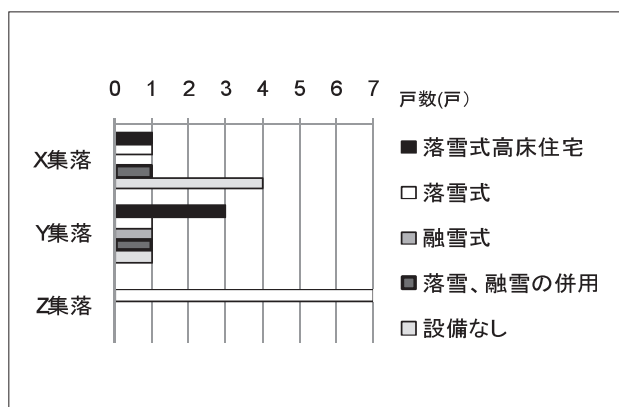 0 1 2 3 4 5 6 7
戸数(戸)
X集落
Y集落
Z集落
落雪式高床住宅
落雪式
融雪式
落雪、融雪の併用
設備なし